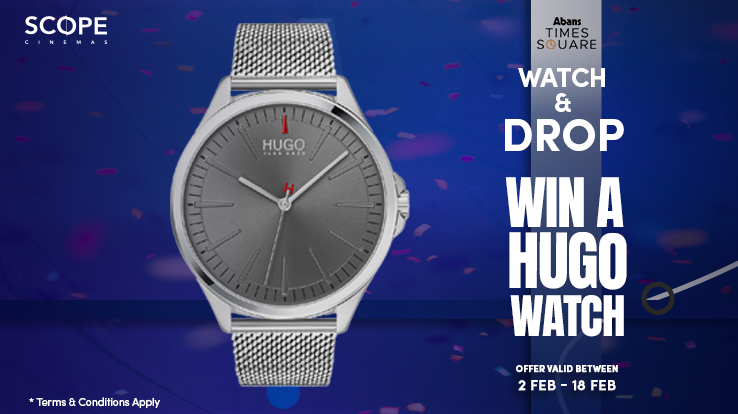 SCOPE
CINEMAS
Abans
TIMES
SQUARE
WATCH
&
DROP
WIN A
HUGO
WATCH
OFFER VALID BETWEEN
2 FEB - 18 FEB
HUGO
HUGO BOSS
H
* Terms & Conditions Apply